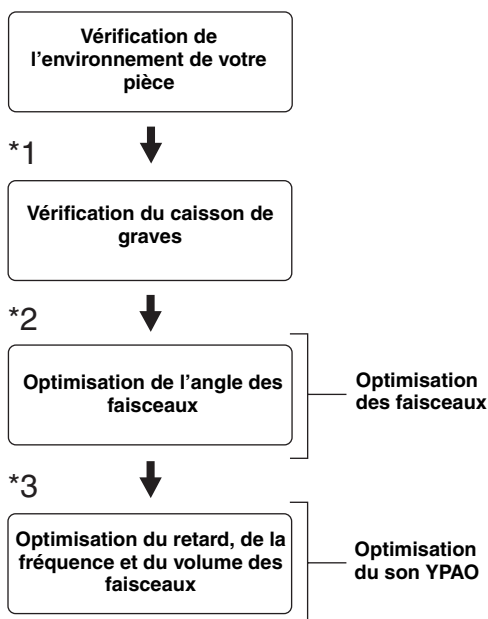 Vérification de
l'environnement de votre
pièce
*1
Vérification du caisson de
graves
*2
Optimisation de l'angle des
faisceaux
Optimisation
des faisceaux
*3
Optimisation du retard, de la
fréquence et du volume des
faisceaux
Optimisation
du son YPAO